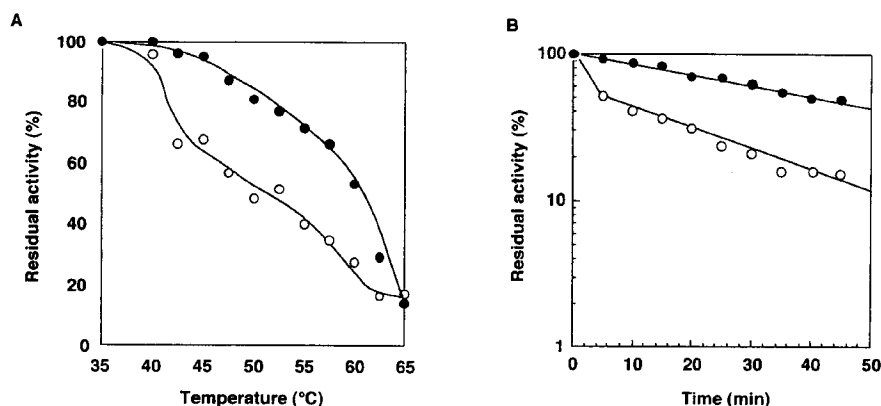 A
Residual activity (%)
100
80
60
40
20
0
35 40 45 50 55 60 65
Temperature (°C)
B
Residual activity (%)
100
10
1
0 10 20 30 40 50
Time (min)